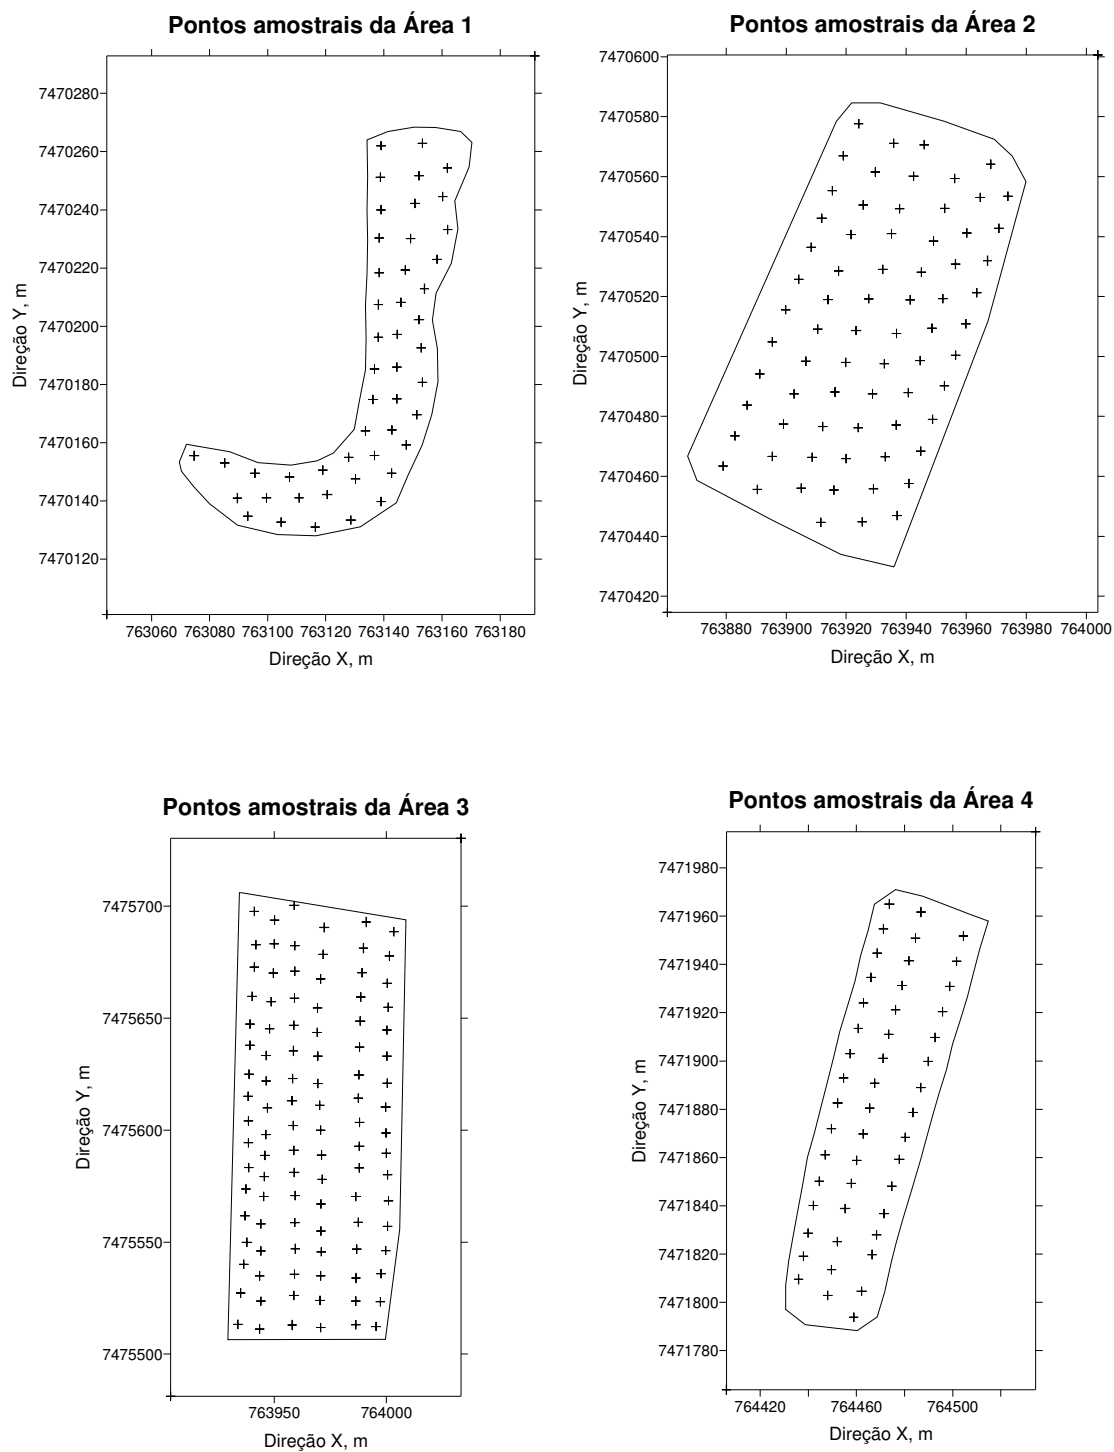 Pontos amostrais da Área 1
7470280
7470260
7470240
7470220
7470200
7470180
7470160
7470140
7470120
Direção Y, m
763060 763080 763100 763120 763140 763160 763180
Direção X, m
Pontos amostrais da Área 2
7470600
7470580
7470560
7470540
7470520
7470500
7470480
7470460
7470440
7470420
Direção Y, m
763880 763900 763920 763940 763960 763980 764000
Direção X, m
Pontos amostrais da Área 3
7475700
7475650
7475600
7475550
7475500
Direção Y, m
763950 764000
Direção X, m
Pontos amostrais da Área 4
7471980
7471960
7471940
7471920
7471900
7471880
7471860
7471840
7471820
7471800
7471780
Direção Y, m
764420 764460 764500
Direção X, m